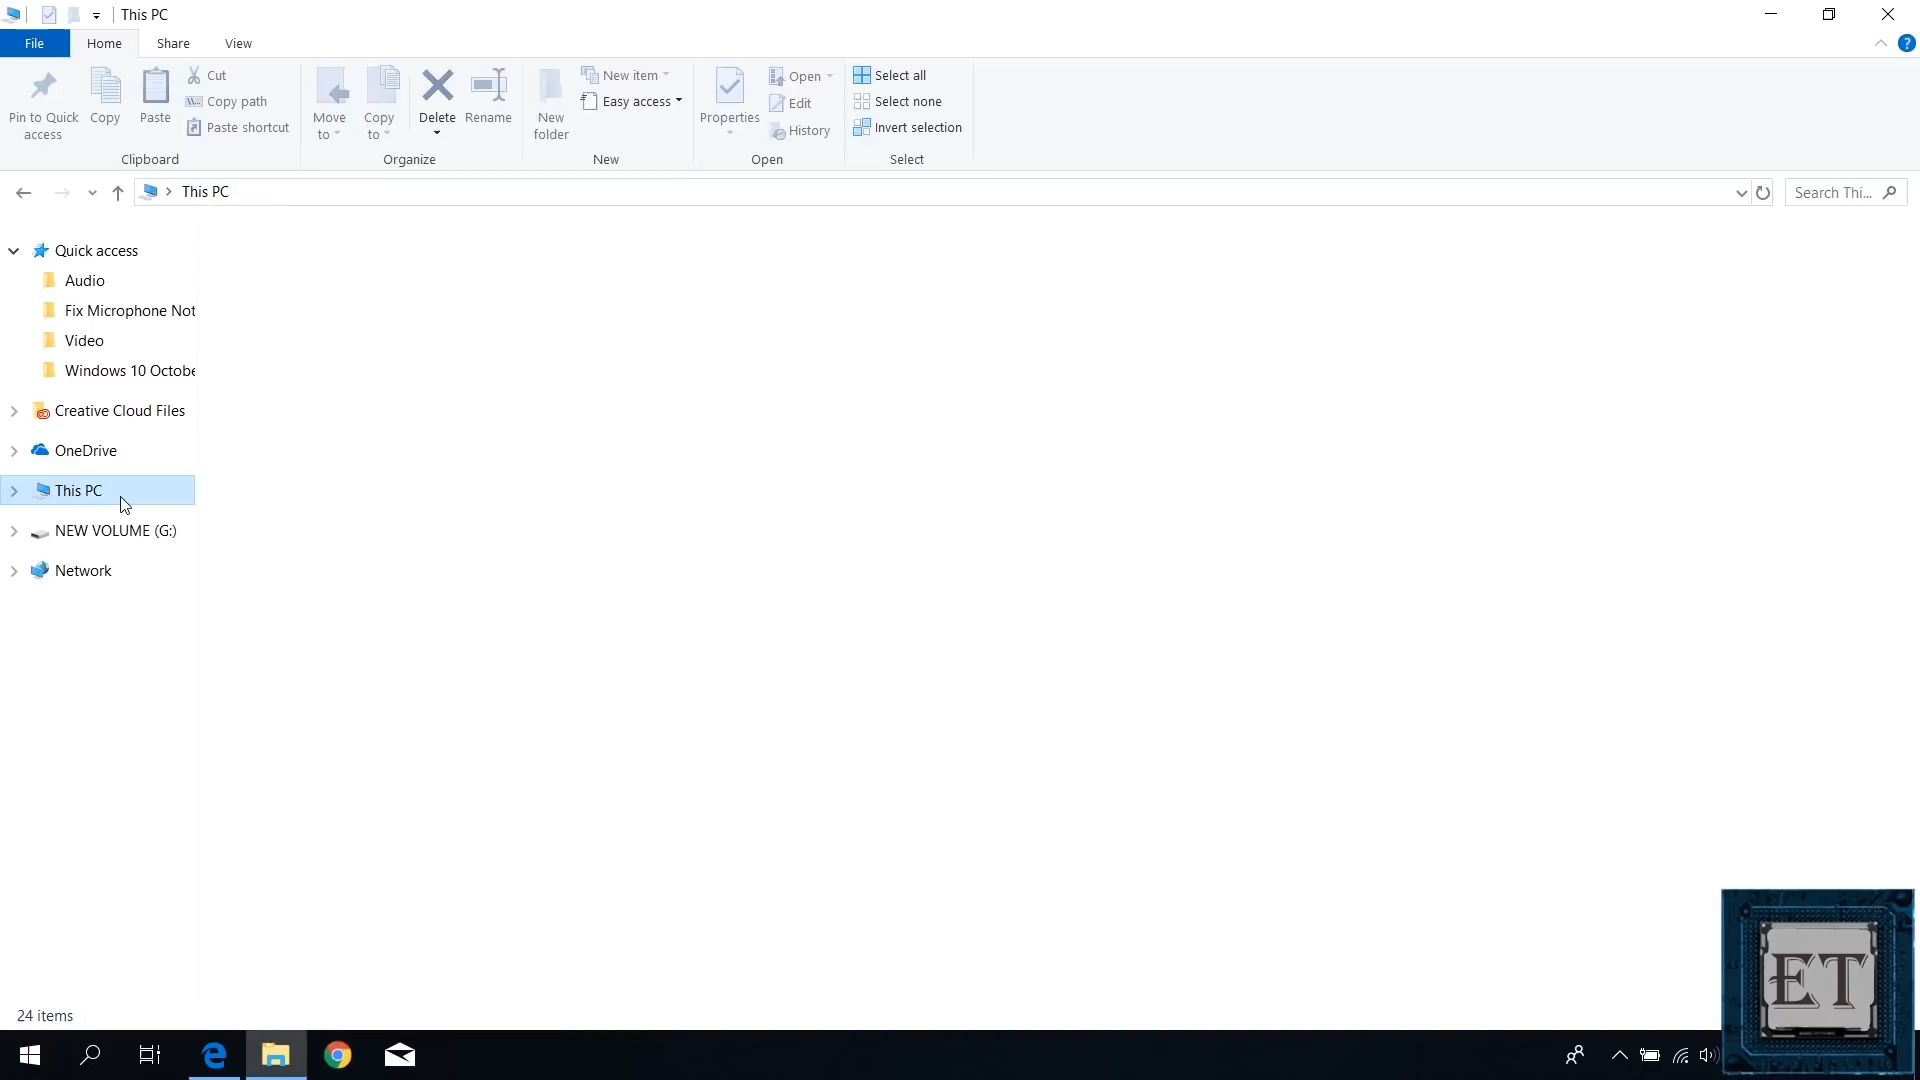 This PC
File
Home
Share
View
Pin to Quick
access
Copy
Paste
Cut
Copy path
Paste shortcut
Clipboard
Move
to
Copy
to
Delete
Rename
Organize
New
folder
New item
Easy access
New
Properties
Open
Edit
History
Open
Select all
Select none
Invert selection
Select
This PC
Search Thi...
Quick access
Audio
Fix Microphone Not
Video
Windows 10 Octobe
Creative Cloud Files
OneDrive
This PC
NEW VOLUME (G:)
Network
24 items
ET